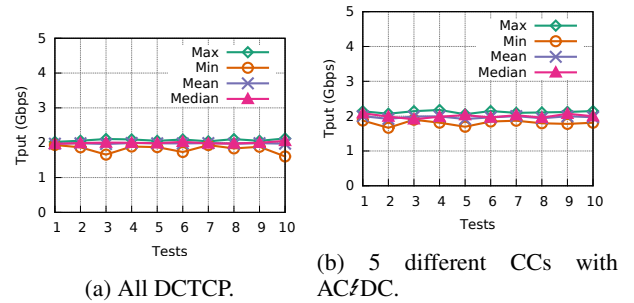 5
4
3
2
1
0
Tput (Gbps)
Max
Min
Mean
Median
1 2 3 4 5 6 7 8 9 10
Tests
(a) All DCTCP.
5
4
3
2
1
0
Tput (Gbps)
Max
Min
Mean
Median
1 2 3 4 5 6 7 8 9 10
Tests
(b) 5 different CCs with
AC⚡DC.